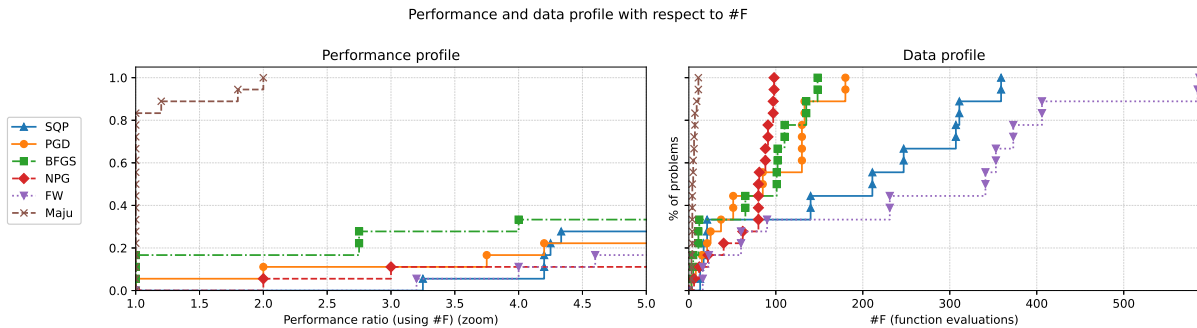 Performance and data profile with respect to #F
Performance profile
Data profile
SQP
PGD
BFGS
NPG
FW
Maju
1.0
0.8
0.6
0.4
0.2
0.0
1.0 1.5 2.0 2.5 3.0 3.5 4.0 4.5 5.0
Performance ratio (using #F) (zoom)
% of problems
0 100 200 300 400 500
#F (function evaluations)